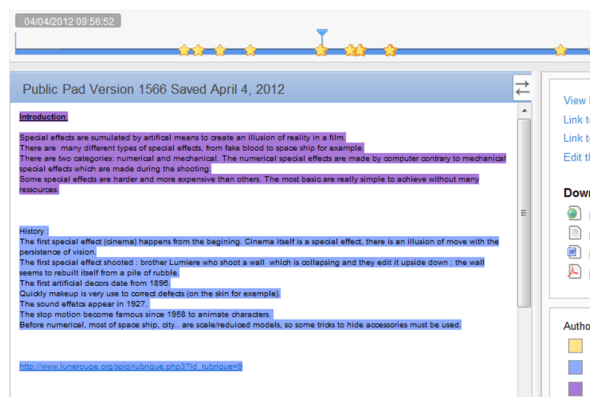 04/04/2012 09:56:52
Public Pad Version 1566 Saved April 4, 2012
Introduction:
Special effects are sumulated by artifical means to create an illusion of reality in a film.
There are many different types of special effects, from fake blood to space ship for example.
There are two categories: numerical and mechanical. The numerical special effects are made by computer contrary to mechanical
special effects which are made during the shooting.
Some special effects are harder and more expensive than others. The most basic are really simple to achieve without many
ressources.
History :
The first special effect (cinema) happens from the begining. Cinema itself is a special effect, there is an illusion of move with the
persistence of vision.
The first special effect shooted : brother Lumiere who shoot a wall which is collapsing and they edit it upside down : the wall
seems to rebuilt itself from a pile of rubble.
The first artificial decors date from 1896.
Quickly makeup is very use to correct defects (on the skin for exemple).
The sound effetcs appear in 1927.
The stop motion become famous since 1958 to animate characters.
Before numerical, most of space ship, city.. are scale/reduiced models, so some tricks to hide accessories must be used.
http://www.lunerouge.org/spip/rubrique.php3?id_rubrique=9
View
Link t
Link t
Edit th
Down
Autho